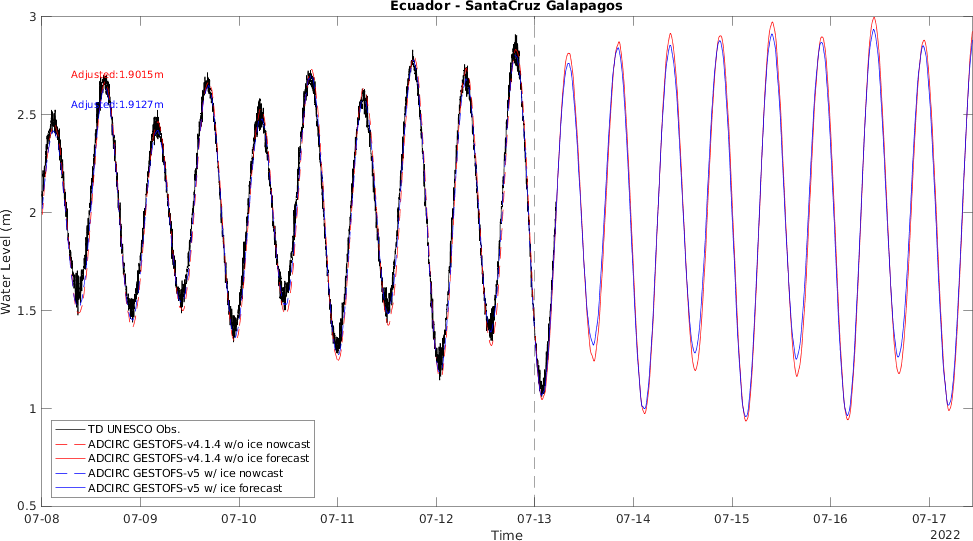 Ecuador - SantaCruz Galapagos
3
2.5
2
1.5
1
0.5
Water Level (m)
Adjusted:1.9015m
Adjusted:1.9127m
TD UNESCO Obs.
ADCIRC GESTOFS-v4.1.4 w/o ice nowcast
ADCIRC GESTOFS-v4.1.4 w/o ice forecast
ADCIRC GESTOFS-v5 w/ ice nowcast
ADCIRC GESTOFS-v5 w/ ice forecast
07-08 07-09 07-10 07-11 07-12 07-13 07-14 07-15 07-16 07-17
Time
2022